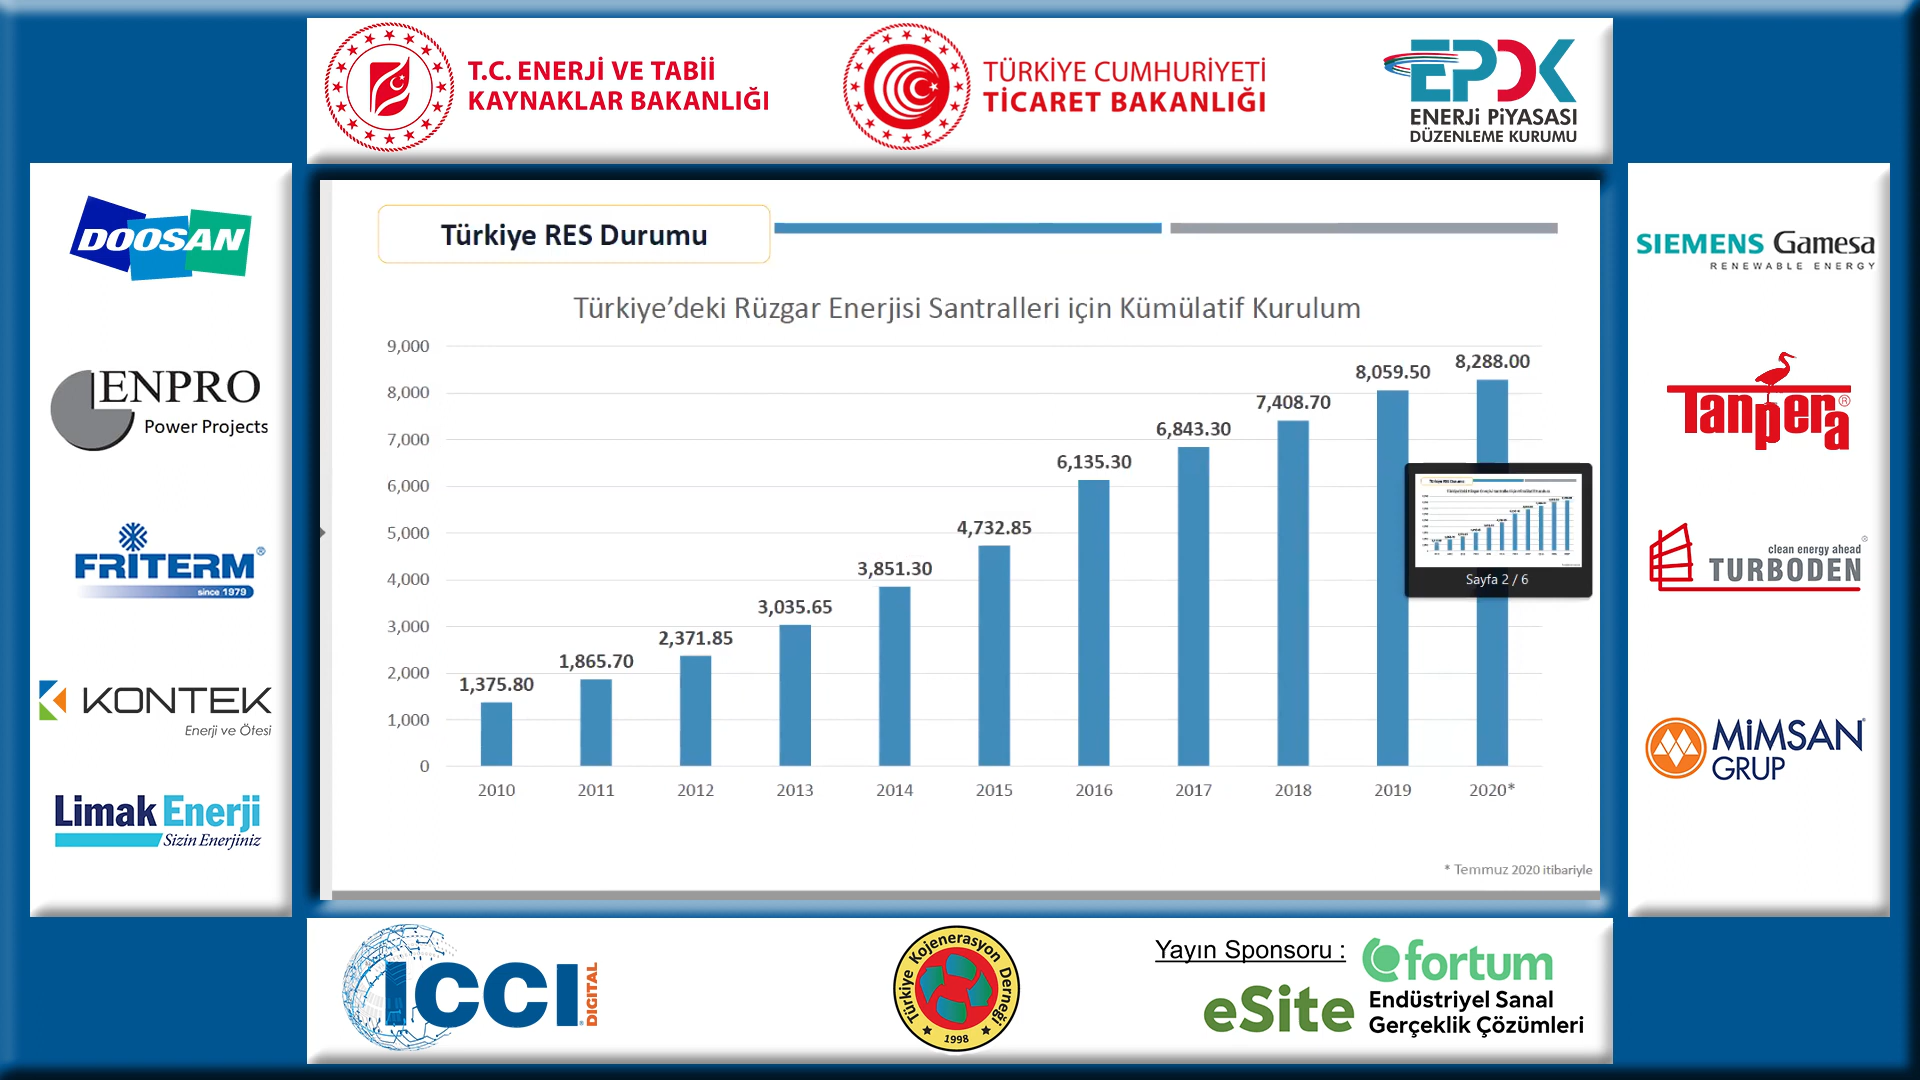 T.C. ENERJİ VE TABİİ
KAYNAKLAR BAKANLIĞI
TÜRKİYE CUMHURİYETİ
TİCARET BAKANLIĞI
EPDK
ENERJİ PİYASASI
DÜZENLEME KURUMU
DOOSAN
ENPRO
Power Projects
FRİTERM®
since 1979
KONTEK
Enerji ve Ötesi
Limak Enerji
Sizin Enerjiniz
Türkiye RES Durumu
Türkiye'deki Rüzgar Enerjisi Santralleri için Kümülatif Kurulum
9,000
8,000
7,000
6,000
5,000
4,000
3,000
2,000
1,000
0
1,375.80
1,865.70
2,371.85
3,035.65
3,851.30
4,732.85
6,135.30
6,843.30
7,408.70
8,059.50
8,288.00
2010
2011
2012
2013
2014
2015
2016
2017
2018
2019
2020*
Türkiye RES Durumu
Sayfa 2 / 6
* Temmuz 2020 itibariyle
SIEMENS Gamesa
RENEWABLE ENERGY
Tanpera®
clean energy ahead
TURBODEN®
MİMSAN
GRUP
ICCI DIGITAL
Türkiye Kojenerasyon Derneği
1998
Yayın Sponsoru :
fortum
eSite
Endüstriyel Sanal
Gerçeklik Çözümleri